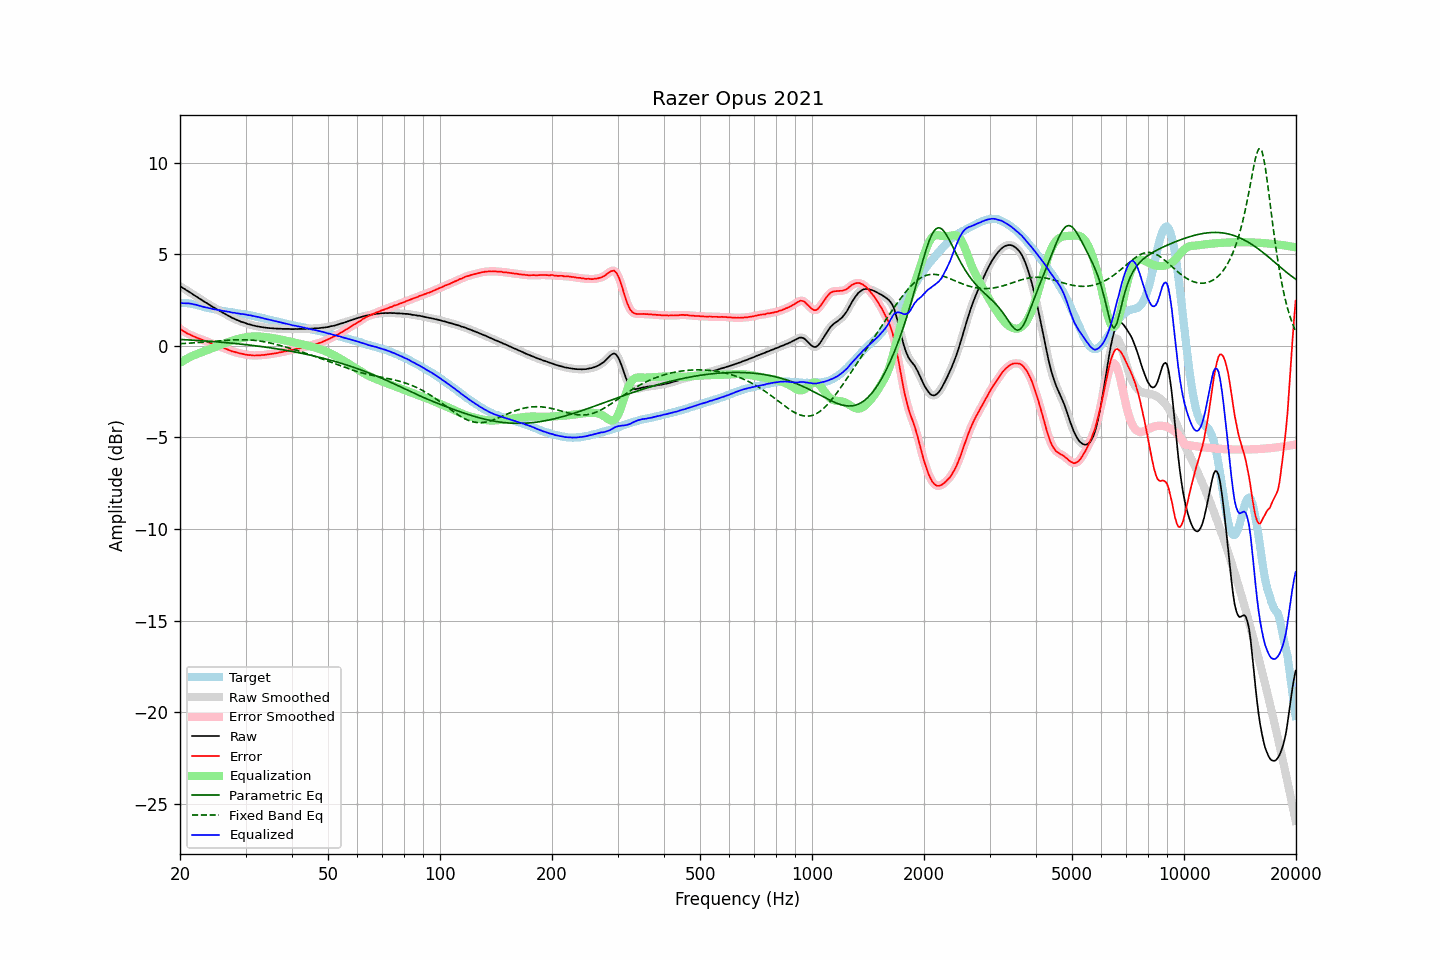 Razer Opus 2021
Amplitude (dBr)
10
5
0
−5
−10
−15
−20
−25
Target
Raw Smoothed
Error Smoothed
Raw
Error
Equalization
Parametric Eq
Fixed Band Eq
Equalized
20 50 100 200 500 1000 2000 5000 10000 20000
Frequency (Hz)